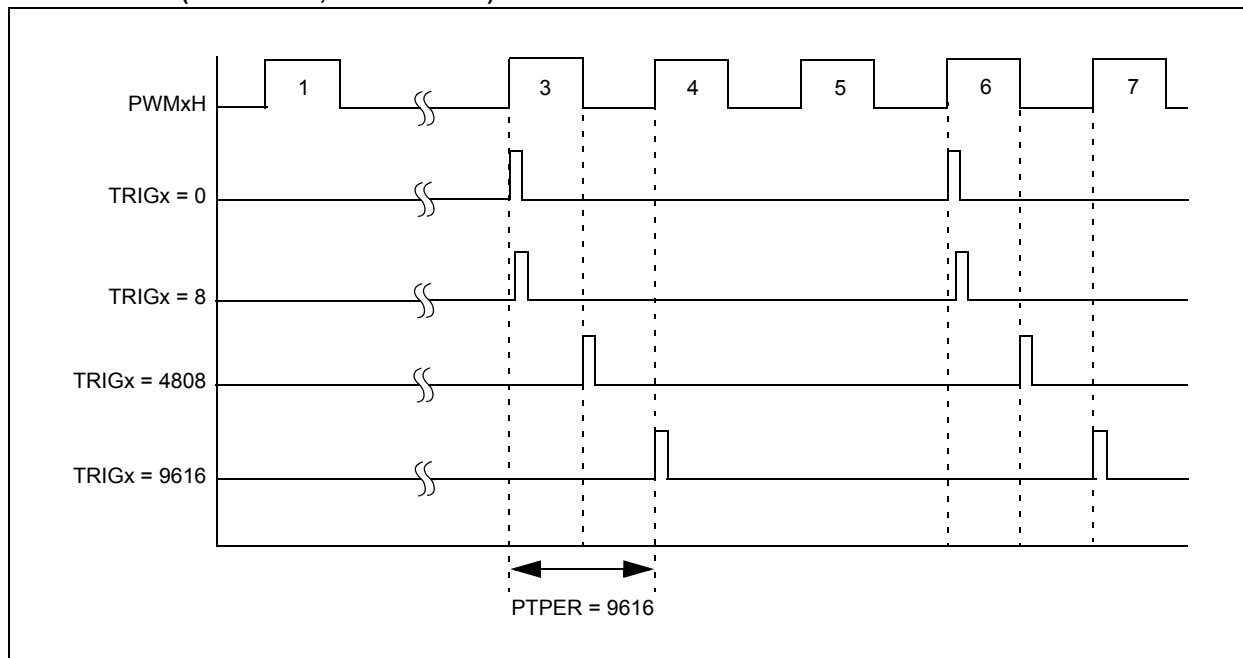 PWMxH
1
3
4
5
6
7
TRIGx = 0
TRIGx = 8
TRIGx = 4808
TRIGx = 9616
PTPER = 9616